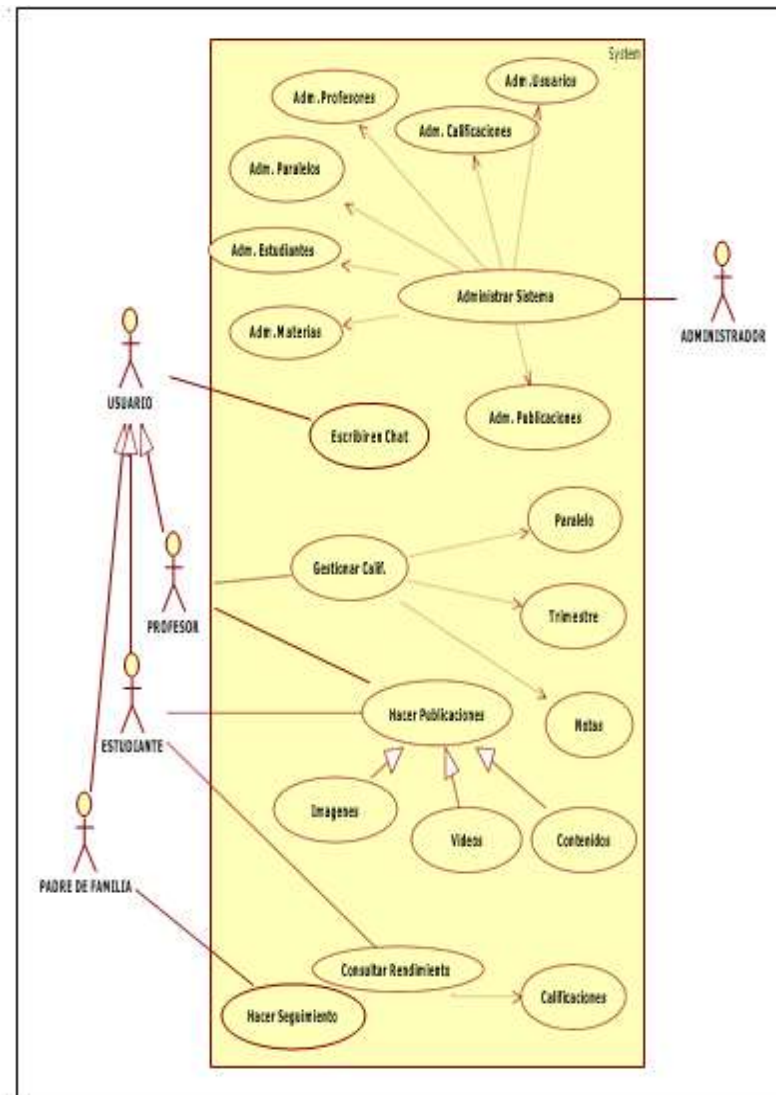 System
Adm.Usuarios
Adm.Profesores
Adm. Calificaciones
Adm. Paralelos
Adm. Estudiantes
Administrar Sistema
Adm.Materias
ADMINISTRADOR
USUARIO
Adm. Publicaciones
Escribir en Chat
Paralelo
Gestionar Calif.
Trimestre
PROFESOR
Hacer Publicaciones
Notas
ESTUDIANTE
Imagenes
Videos
Contenidos
PADRE DE FAMILIA
Consultar Rendimiento
Calificaciones
Hacer Seguimiento